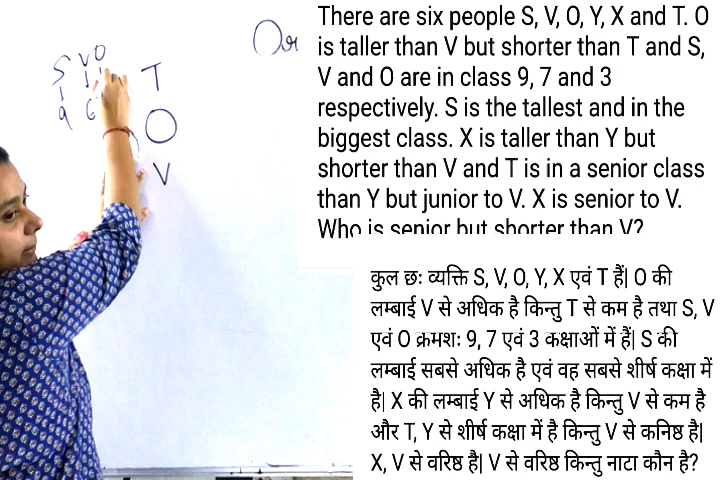 There are six people S, V, O, Y, X and T. O
is taller than V but shorter than T and S,
V and O are in class 9, 7 and 3
respectively. S is the tallest and in the
biggest class. X is taller than Y but
shorter than V and T is in a senior class
than Y but junior to V. X is senior to V.
Who is senior but shorter than V?
कुल छः व्यक्ति S, V, O, Y, X एवं T हैं| O की
लम्बाई V से अधिक है किन्तु T से कम है तथा S, V
एवं O क्रमशः 9, 7 एवं 3 कक्षाओं में हैं| S की
लम्बाई सबसे अधिक है एवं वह सबसे शीर्ष कक्षा में
है| X की लम्बाई Y से अधिक है किन्तु V से कम है
और T, Y से शीर्ष कक्षा में है किन्तु V से कनिष्ठ है|
X, V से वरिष्ठ है| V से वरिष्ठ किन्तु नाटा कौन है?
S V O
9
T
O
V